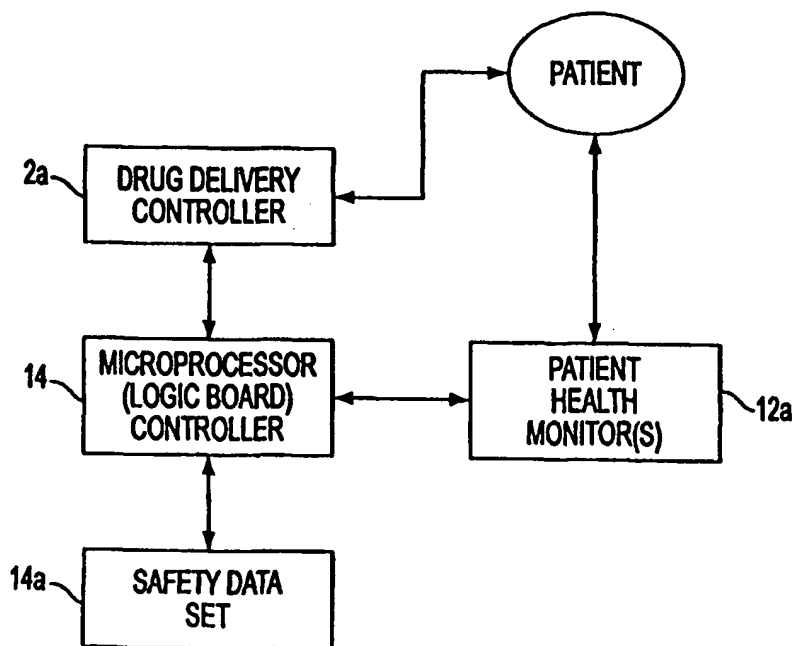 PATIENT
2a
DRUG DELIVERY
CONTROLLER
14
MICROPROCESSOR
(LOGIC BOARD)
CONTROLLER
PATIENT
HEALTH
MONITOR(S)
12a
14a
SAFETY DATA
SET